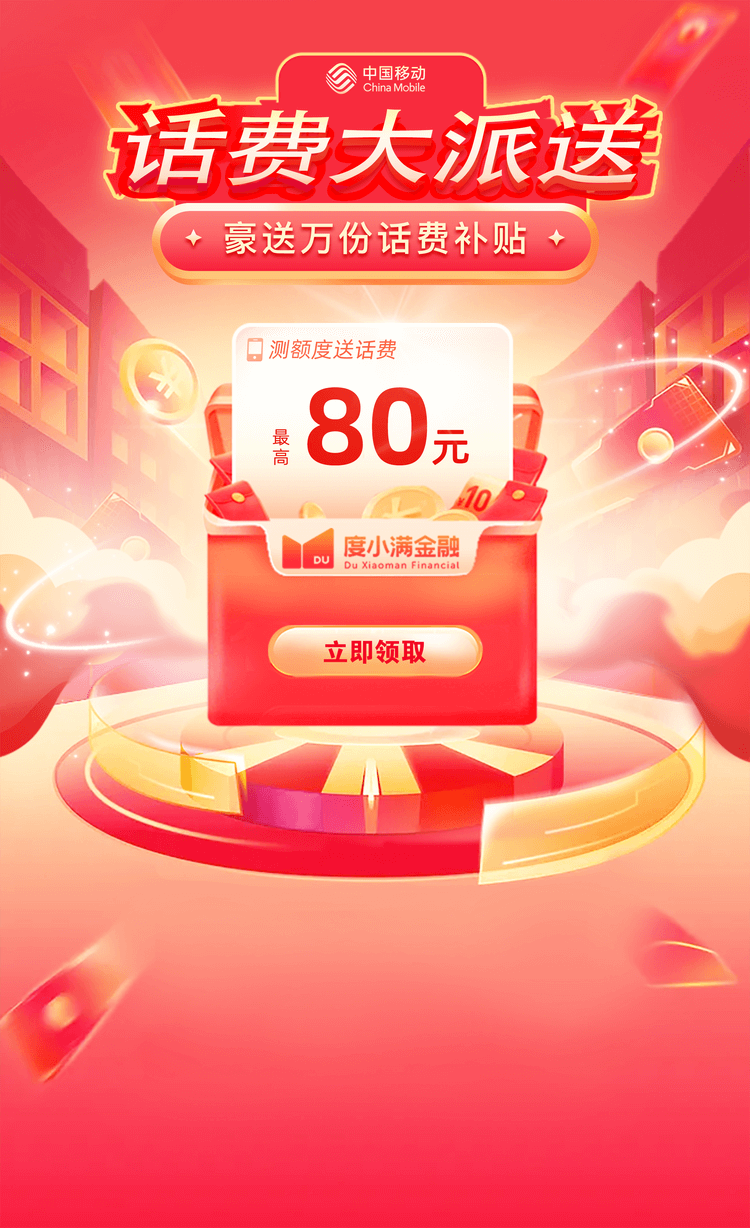 中国移动
China Mobile
话费大派送
豪送万份话费补贴
测额度送话费
最高
80元
10
DU
度小满金融
Du Xiaoman Financial
立即领取